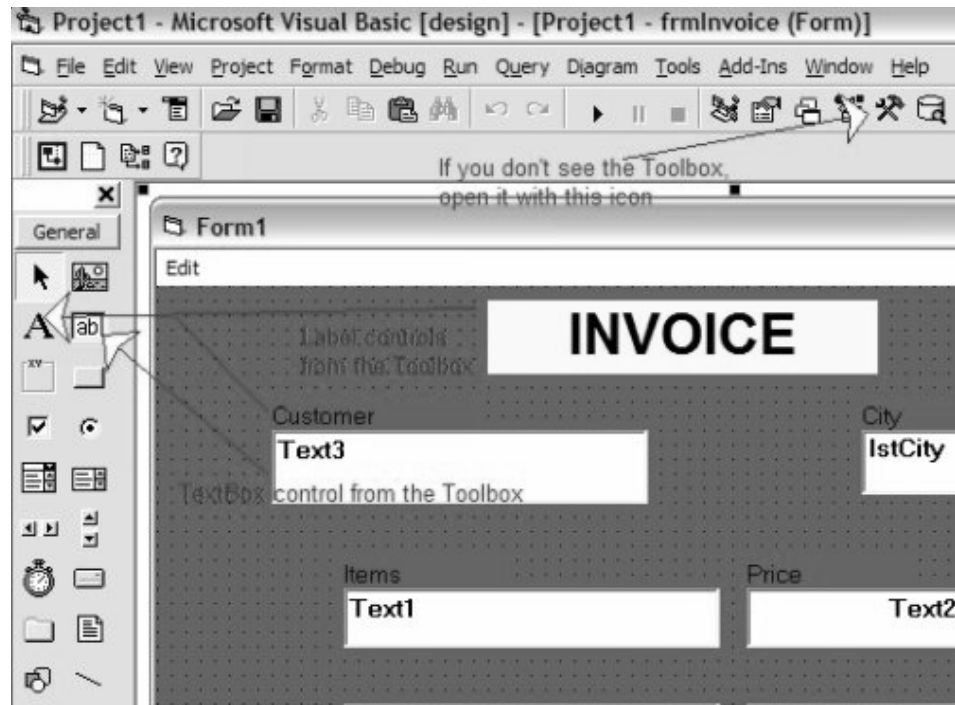 Project1 - Microsoft Visual Basic [design] - [Project1 - frmInvoice (Form)]
File Edit View Project Format Debug Run Query Diagram Tools Add-Ins Window Help
If you don't see the Toolbox,
open it with this icon
General
Form1
Edit
A
ab
XY
Label controls
from the Toolbox
INVOICE
Customer
City
Text3
lstCity
TextBox control from the Toolbox
Items
Price
Text1
Text2